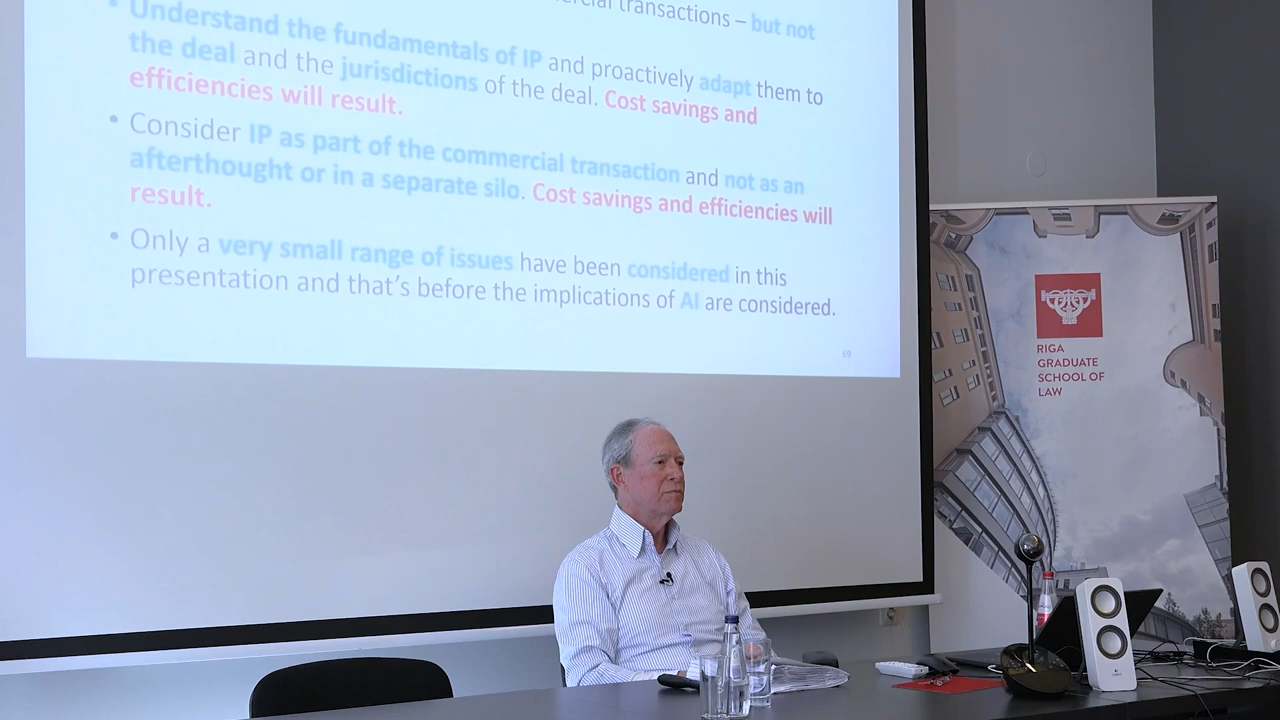 commercial transactions – but not
• Understand the fundamentals of IP and proactively adapt them to
the deal and the jurisdictions of the deal. Cost savings and
efficiencies will result.
• Consider IP as part of the commercial transaction and not as an
afterthought or in a separate silo. Cost savings and efficiencies will
result.
• Only a very small range of issues have been considered in this
presentation and that's before the implications of AI are considered.
69
RIGA
GRADUATE
SCHOOL OF
LAW